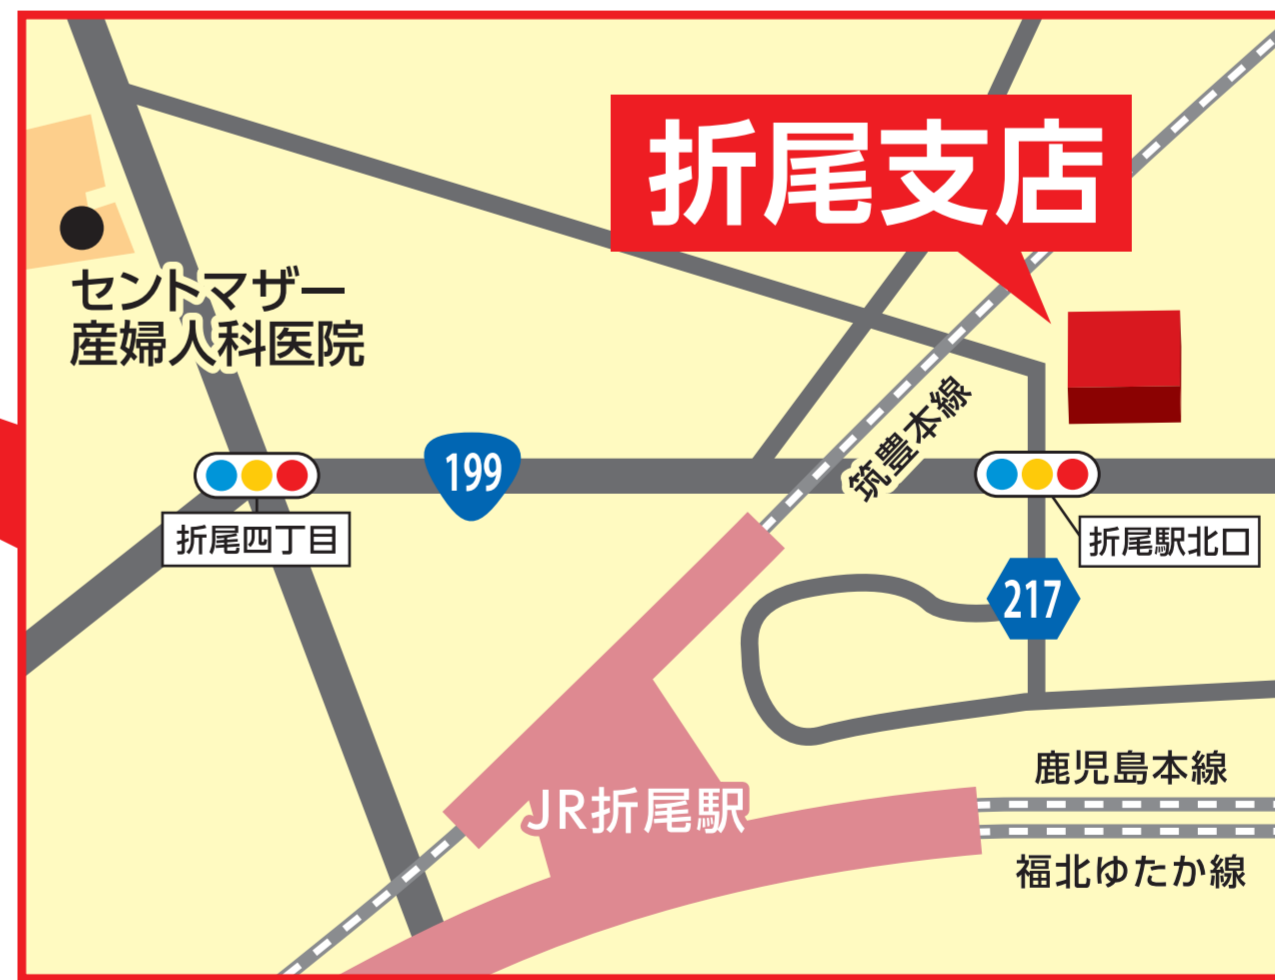 折尾支店
セントマザー
産婦人科医院
筑豊本線
199
折尾四丁目
折尾駅北口
217
鹿児島本線
JR折尾駅
福北ゆたか線